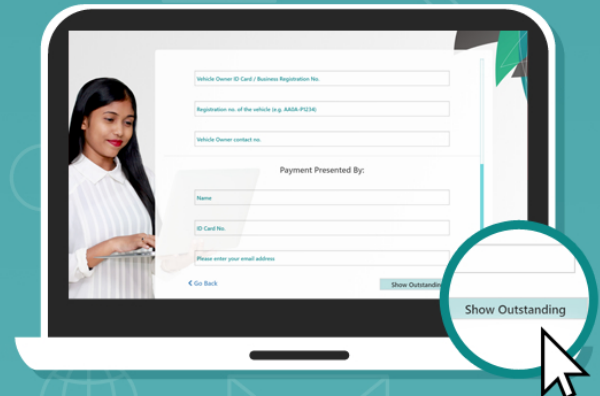 Vehicle Owner ID Card / Business Registration No.
Registration no. of the vehicle (e.g. AA0A-P1234)
Vehicle Owner contact no.
Payment Presented By:
Name
ID Card No.
Please enter your email address
Go Back
Show Outstanding
Show Outstanding